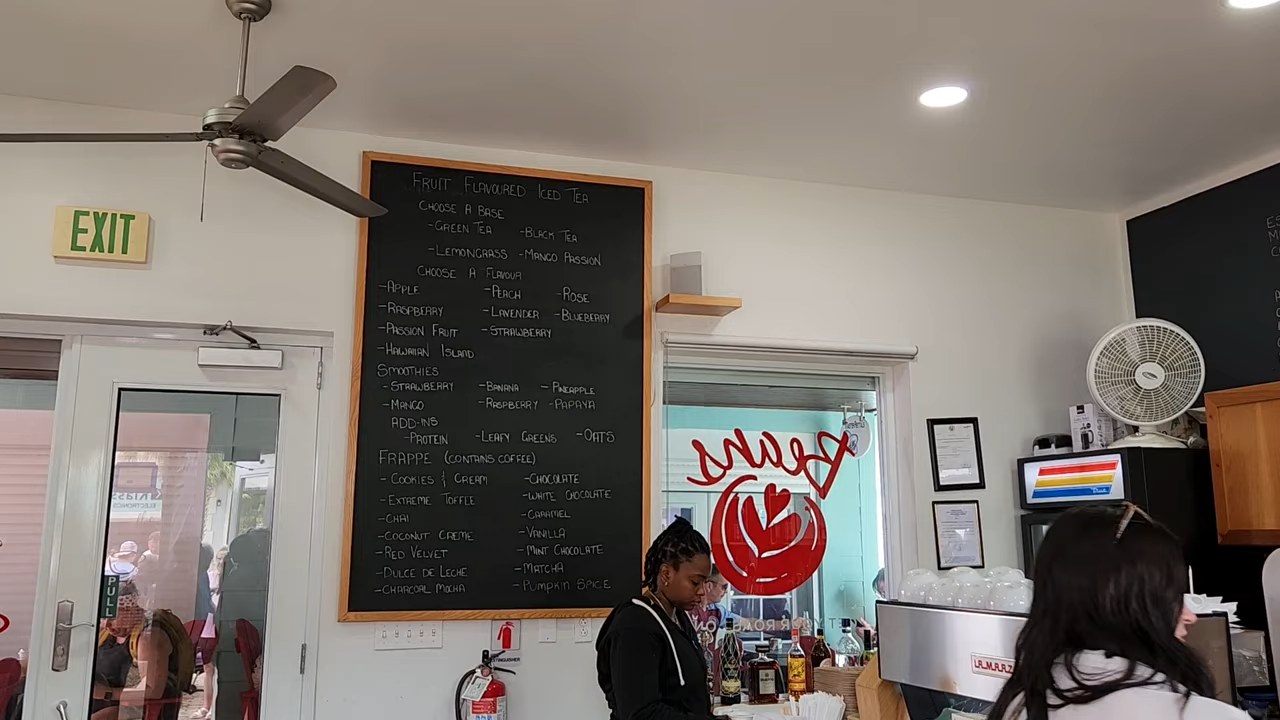 EXIT
FRUIT FLAVOURED ICED TEA
CHOOSE A BASE
-GREEN TEA -BLACK TEA
-LEMONGRASS -MANGO PASSION
CHOOSE A FLAVOUR
-APPLE -PEACH -ROSE
-RASPBERRY -LAVENDER -BLUEBERRY
-PASSION FRUIT -STRAWBERRY
-HAWAIIAN ISLAND
SMOOTHIES
-STRAWBERRY -BANANA -PINEAPPLE
-MANGO -RASPBERRY -PAPAYA
ADD-INS
-PROTEIN -LEAFY GREENS -OATS
FRAPPE (CONTAINS COFFEE)
-COOKIES & CREAM -CHOCOLATE
-EXTREME TOFFEE -WHITE CHOCOLATE
-CHAI -CARAMEL
-COCONUT CREME -VANILLA
-RED VELVET -MINT CHOCOLATE
-DULCE DE LECHE -MATCHA
-CHARCOAL MOCHA -PUMPKIN SPICE
Beans
PULL
ELECTRONICS
EXTINGUISHER
LA.MARZ